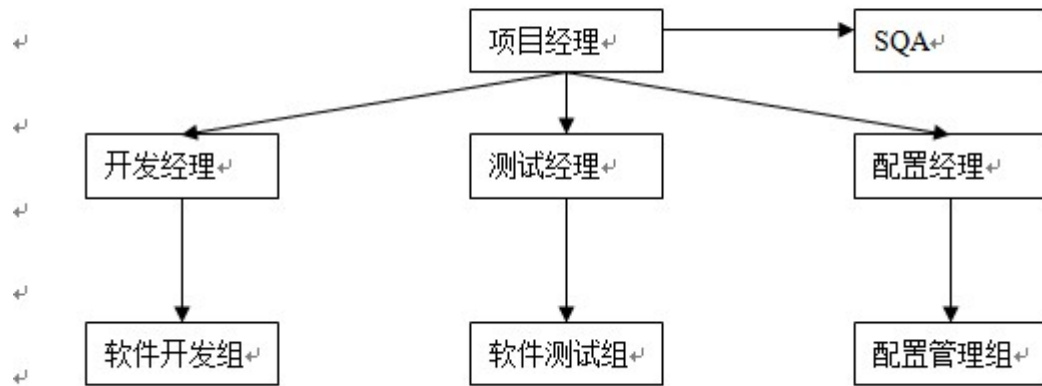 项目经理
SQA
开发经理
测试经理
配置经理
软件开发组
软件测试组
配置管理组